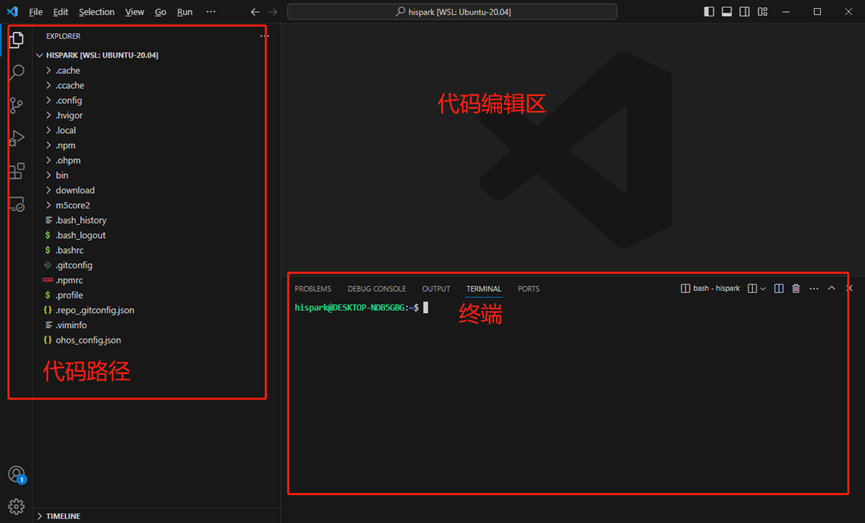 File Edit Selection View Go Run ···
hispark [WSL: Ubuntu-20.04]
EXPLORER
HISPARK [WSL: UBUNTU-20.04]
.cache
.ccache
.config
.hvigor
.local
.npm
.ohpm
bin
download
m5core2
.bash_history
$ .bash_logout
$ .bashrc
.gitconfig
.npmrc
$ .profile
{} .repo_.gitconfig.json
.viminfo
{} ohos_config.json
代码路径
1
TIMELINE
代码编辑区
PROBLEMS DEBUG CONSOLE OUTPUT TERMINAL PORTS
bash - hispark
hispark@DESKTOP-NDB5GBG:~$
终端